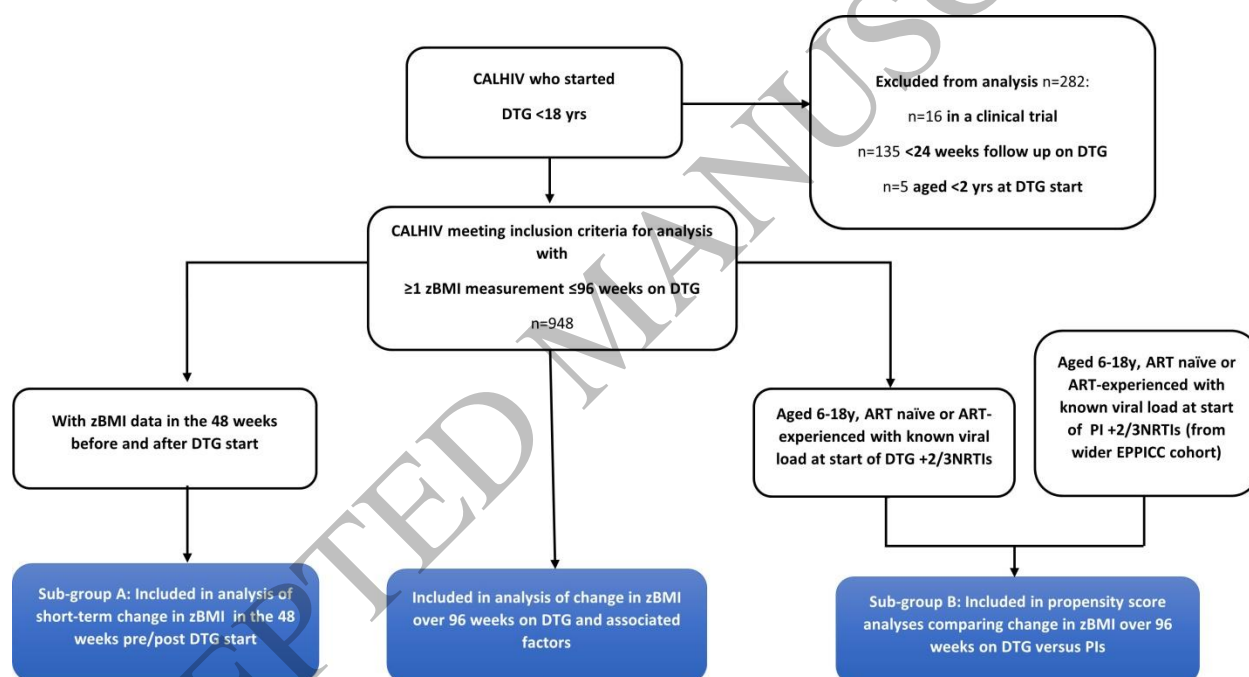 CALHIV who started
DTG <18 yrs
Excluded from analysis n=282:
n=16 in a clinical trial
n=135 <24 weeks follow up on DTG
n=5 aged <2 yrs at DTG start
CALHIV meeting inclusion criteria for analysis
with
≥1 zBMI measurement ≤96 weeks on DTG
n=948
With zBMI data in the 48 weeks
before and after DTG start
Aged 6-18y, ART naïve or ART-
experienced with known viral
load at start of DTG +2/3NRTIs
Aged 6-18y, ART naïve or
ART-experienced with
known viral load at start
of PI +2/3NRTIs (from
wider EPPICC cohort)
Sub-group A: Included in analysis of
short-term change in zBMI in the 48
weeks pre/post DTG start
Included in analysis of change in zBMI
over 96 weeks on DTG and associated
factors
Sub-group B: Included in propensity score
analyses comparing change in zBMI over 96
weeks on DTG versus PIs
PTED MANUSC